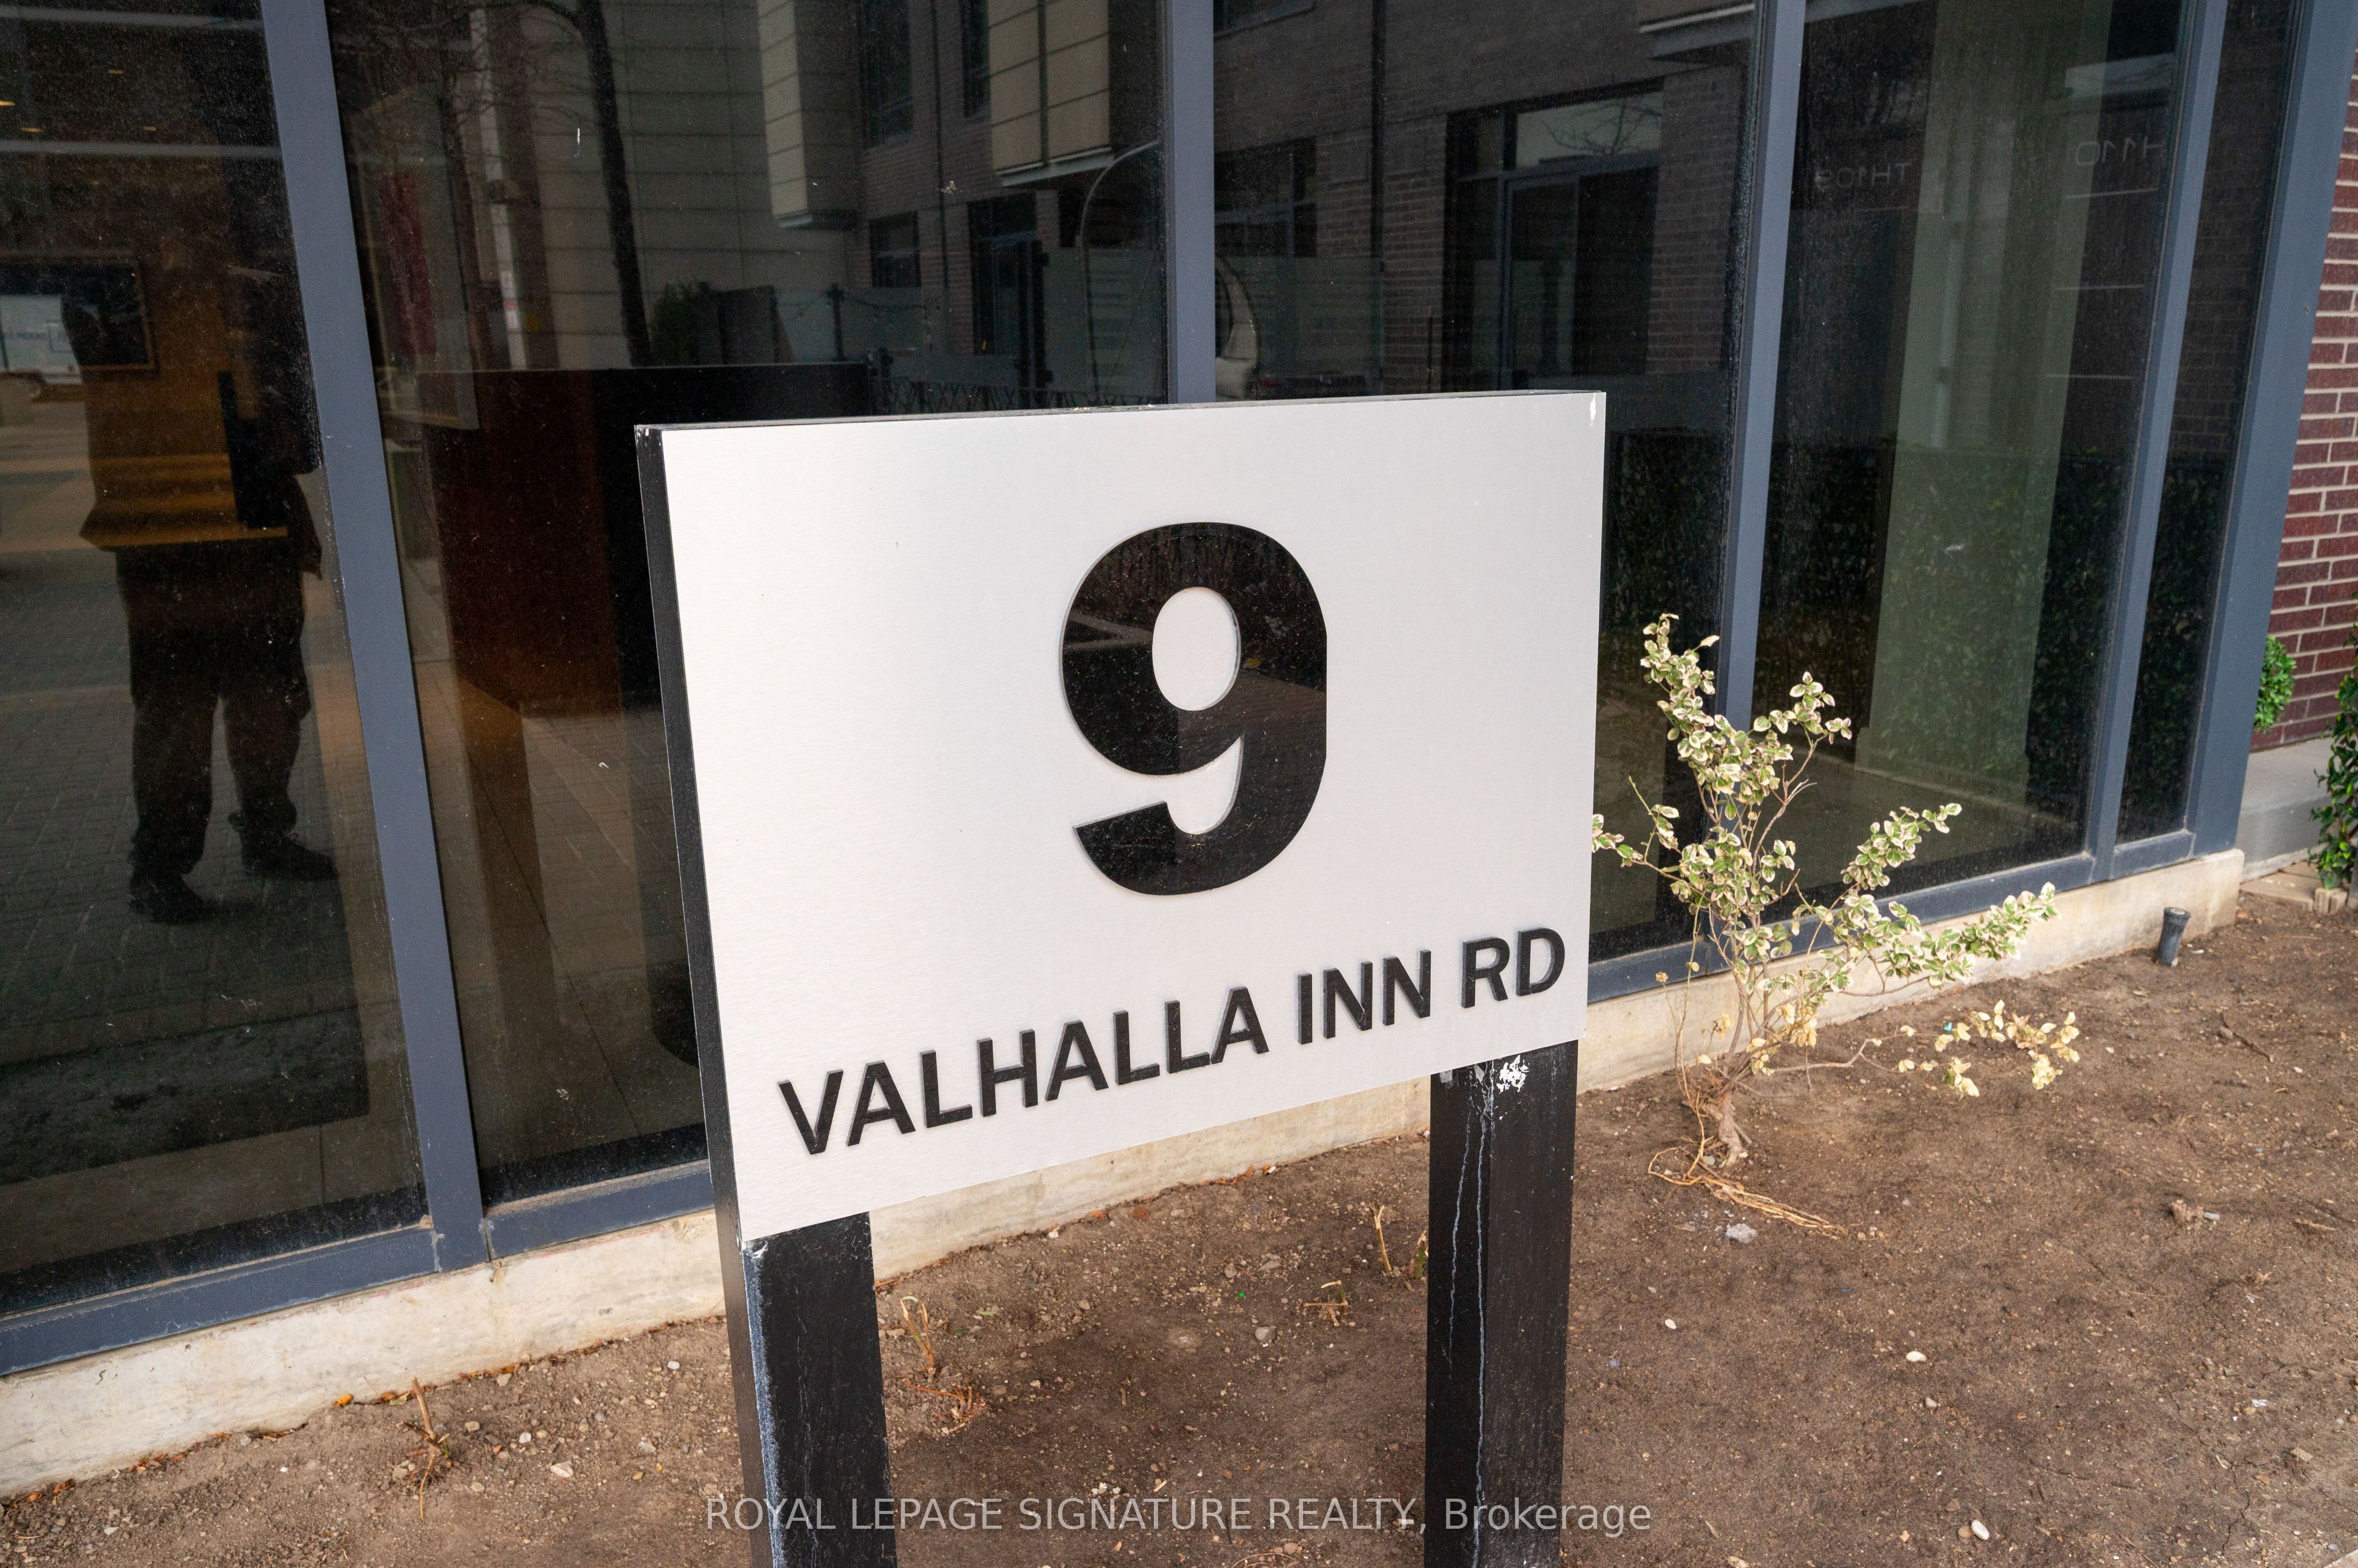 9
VALHALLA INN RD
ROYAL LEPAGE SIGNATURE REALTY, Brokerage